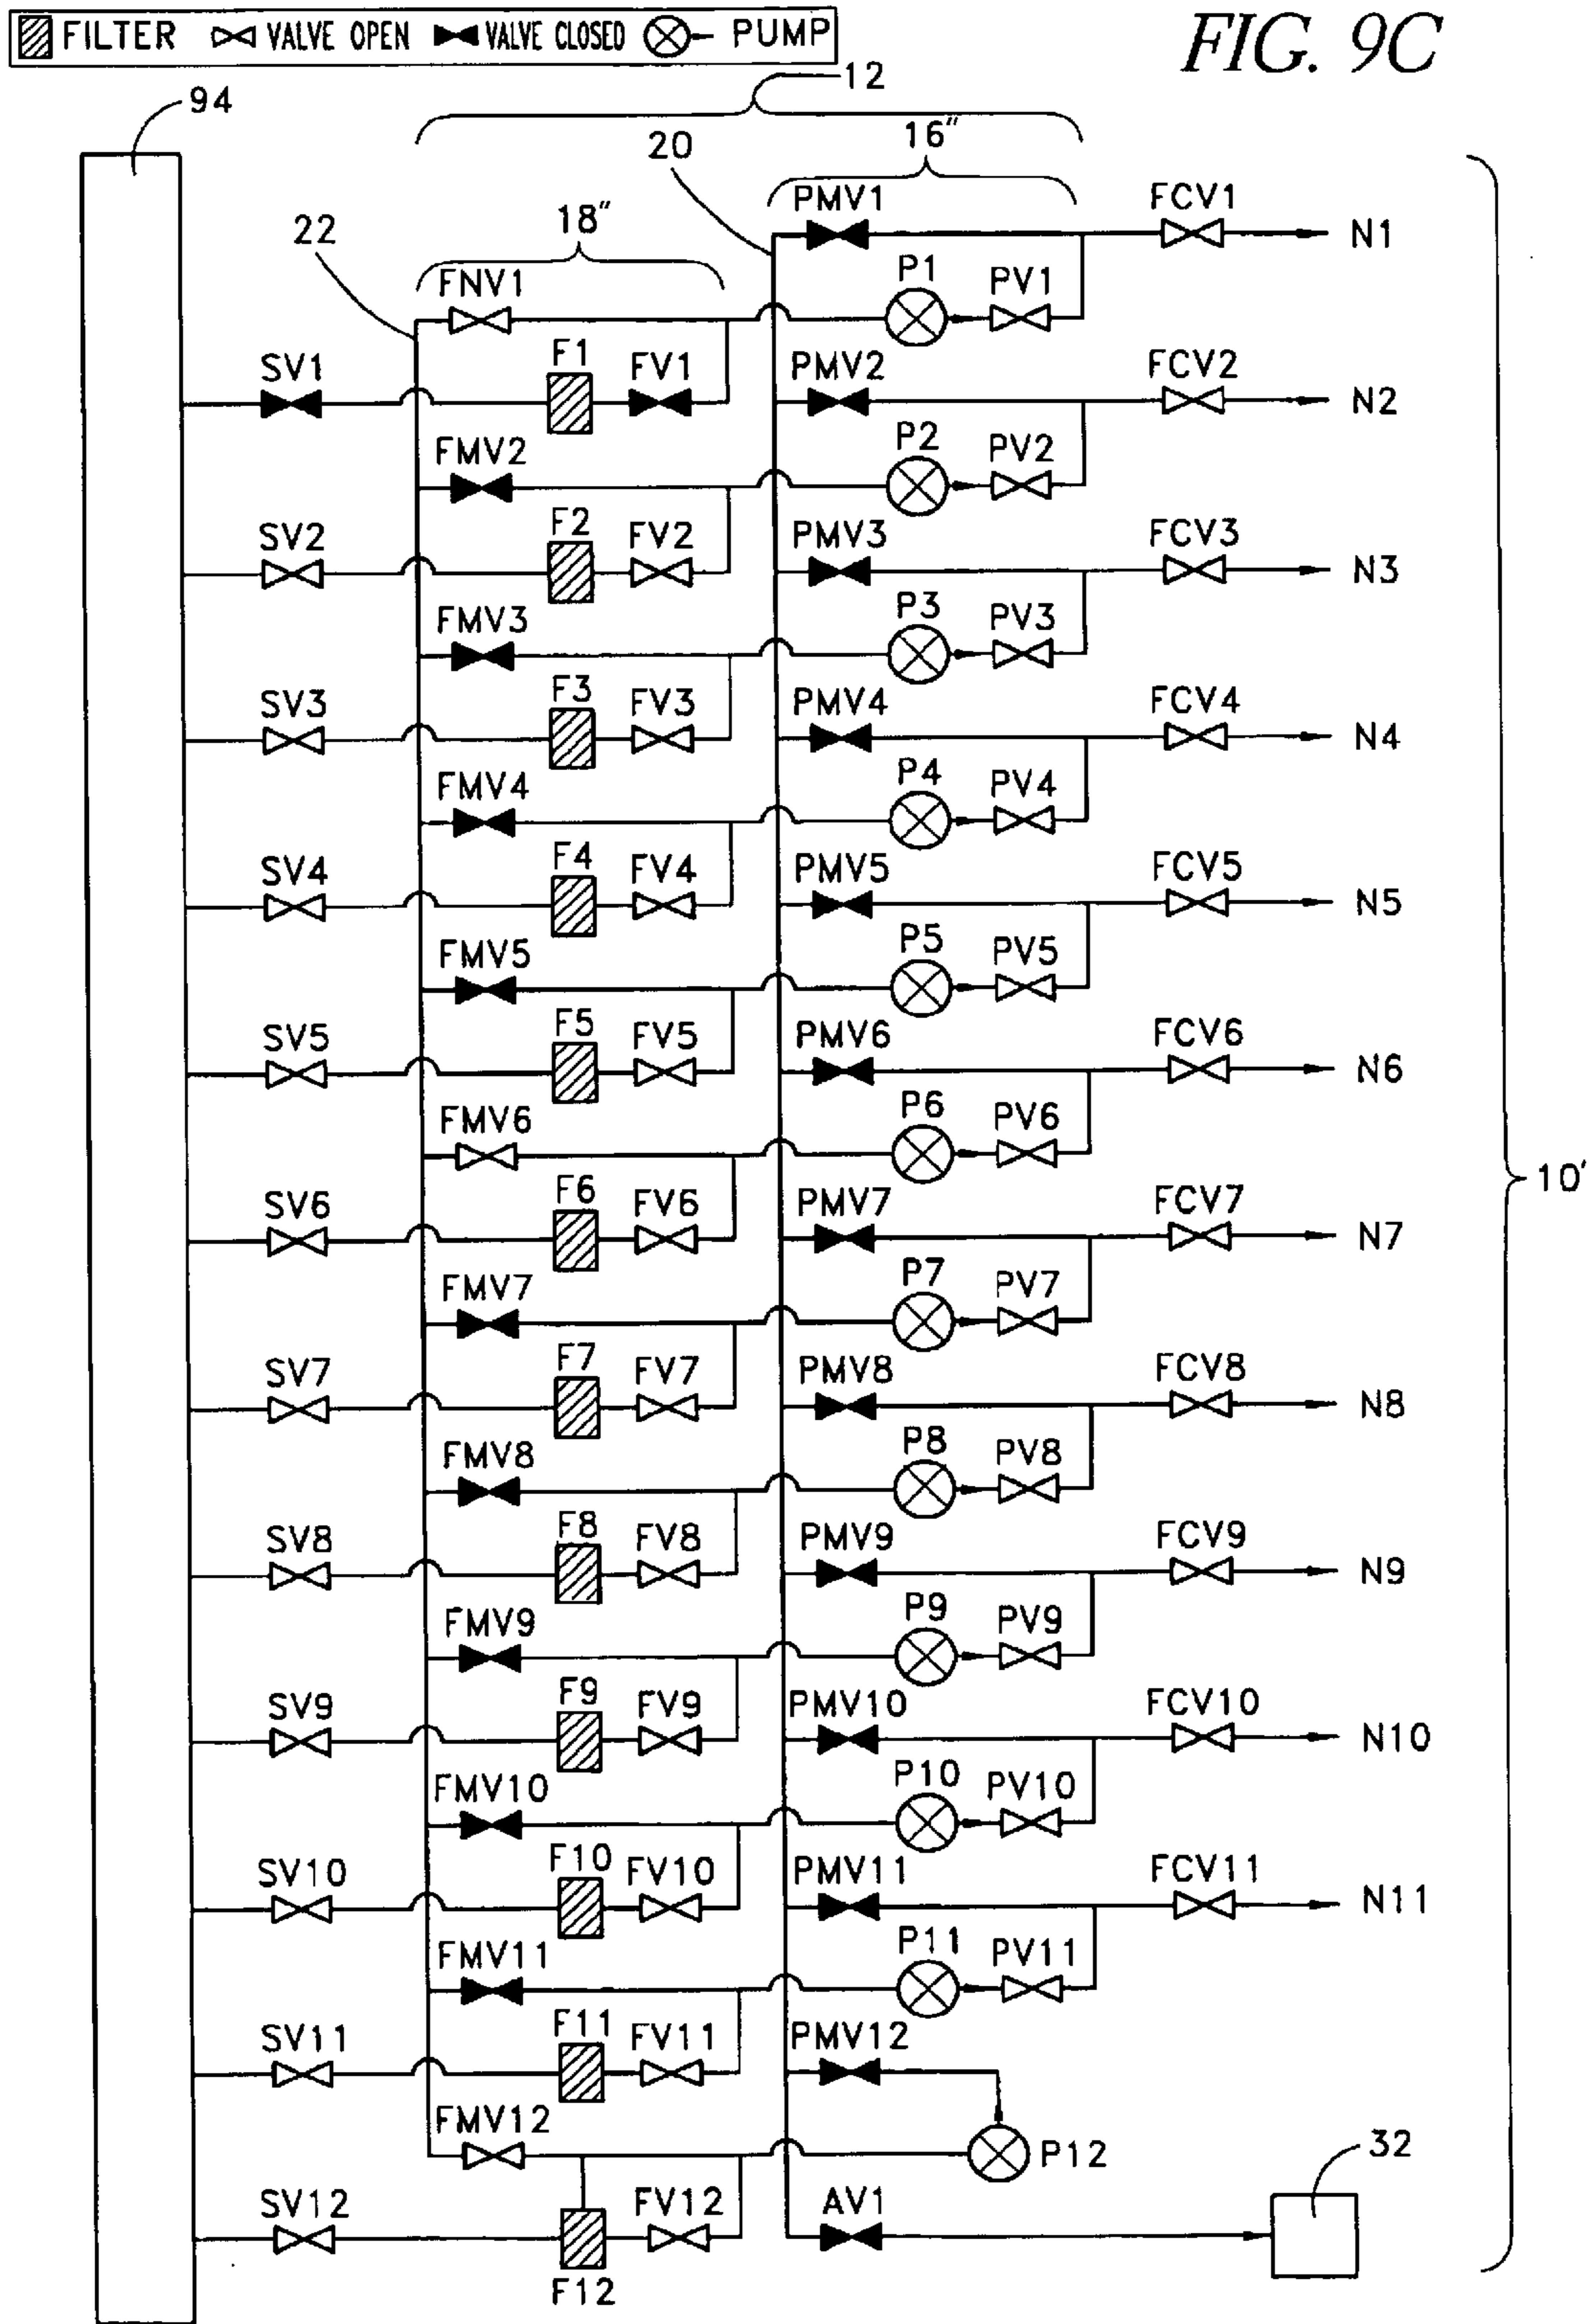 FILTER VALVE OPEN VALVE CLOSED PUMP
FIG. 9C
12
94
16"
20
PMV1 FCV1 N1
18"
22
FNV1 P1 PV1
SV1 F1 FV1 PMV2 FCV2 N2
FMV2 P2 PV2
SV2 F2 FV2 PMV3 FCV3 N3
FMV3 P3 PV3
SV3 F3 FV3 PMV4 FCV4 N4
FMV4 P4 PV4
SV4 F4 FV4 PMV5 FCV5 N5
FMV5 P5 PV5
SV5 F5 FV5 PMV6 FCV6 N6
FMV6 P6 PV6
10'
SV6 F6 FV6 PMV7 FCV7 N7
FMV7 P7 PV7
SV7 F7 FV7 PMV8 FCV8 N8
FMV8 P8 PV8
SV8 F8 FV8 PMV9 FCV9 N9
FMV9 P9 PV9
SV9 F9 FV9 PMV10 FCV10 N10
FMV10 P10 PV10
SV10 F10 FV10 PMV11 FCV11 N11
FMV11 P11 PV11
SV11 F11 FV11 PMV12
FMV12 P12 32
SV12 FV12 AV1
F12